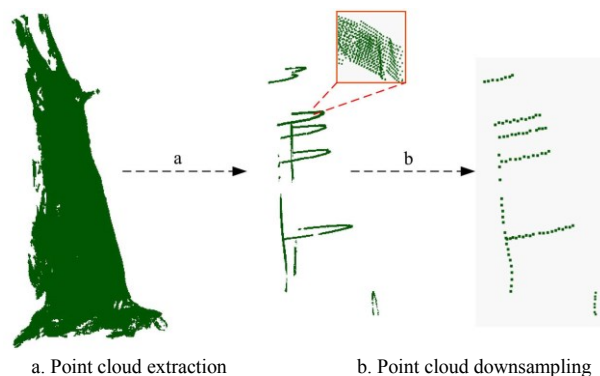 a
b
a. Point cloud extraction
b. Point cloud downsampling